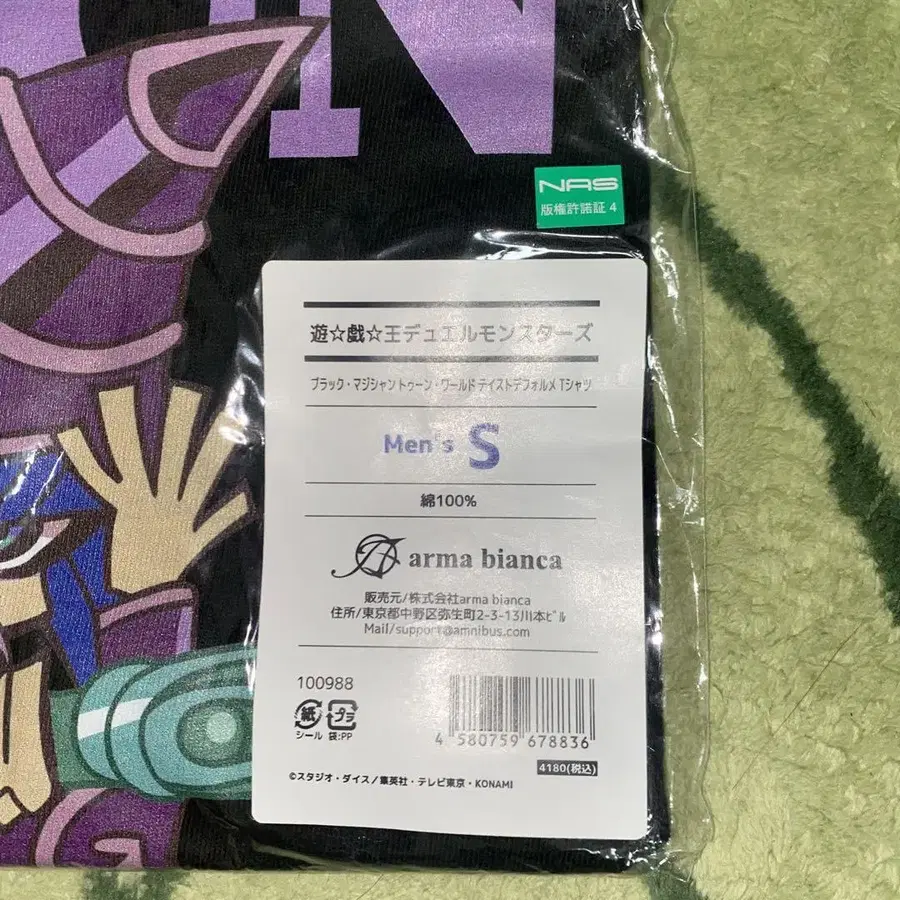 N
NAS
版権許諾証 4
遊☆戯☆王デュエルモンスターズ
ブラック・マジシャン トゥーン・ワールド テイストデフォルメ Tシャツ
Men's S
綿100%
arma bianca
販売元/株式会社arma bianca
住所/東京都中野区弥生町2-3-13川本ビル
Mail/support@amnibus.com
100988
紙 プラ
シール 袋:PP
4 580759 678836
4180(税込)
©スタジオ・ダイス/集英社・テレビ東京・KONAMI